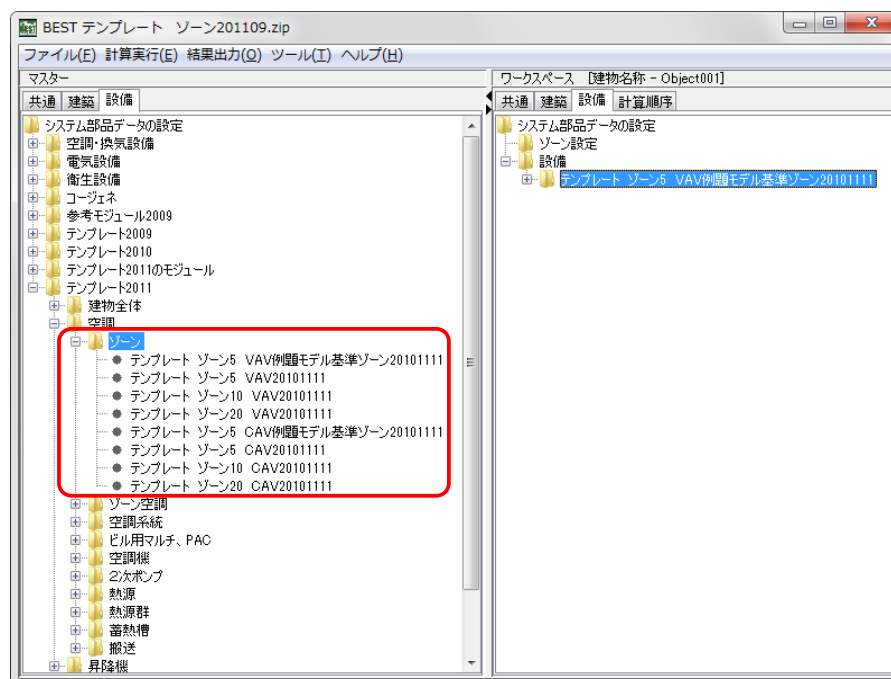 BEST テンプレート ゾーン201109.zip
ファイル(F) 計算実行(E) 結果出力(O) ツール(T) ヘルプ(H)
マスター
共通 建築 設備
システム部品データの設定
空調・換気設備
電気設備
衛生設備
コージェネ
参考モジュール2009
テンプレート2009
テンプレート2010
テンプレート2011のモジュール
テンプレート2011
建物全体
空調
ゾーン
テンプレート ゾーン5 VAV例題モデル基準ゾーン20101111
テンプレート ゾーン5 VAV20101111
テンプレート ゾーン10 VAV20101111
テンプレート ゾーン20 VAV20101111
テンプレート ゾーン5 CAV例題モデル基準ゾーン20101111
テンプレート ゾーン5 CAV20101111
テンプレート ゾーン10 CAV20101111
テンプレート ゾーン20 CAV20101111
ゾーン空調
空調系統
ビル用マルチ、PAC
空調機
2次ポンプ
熱源
熱源群
蓄熱槽
搬送
昇降機
ワークスペース [建物名称 - Object001]
共通 建築 設備 計算順序
システム部品データの設定
ゾーン設定
設備
テンプレート ゾーン5 VAV例題モデル基準ゾーン20101111